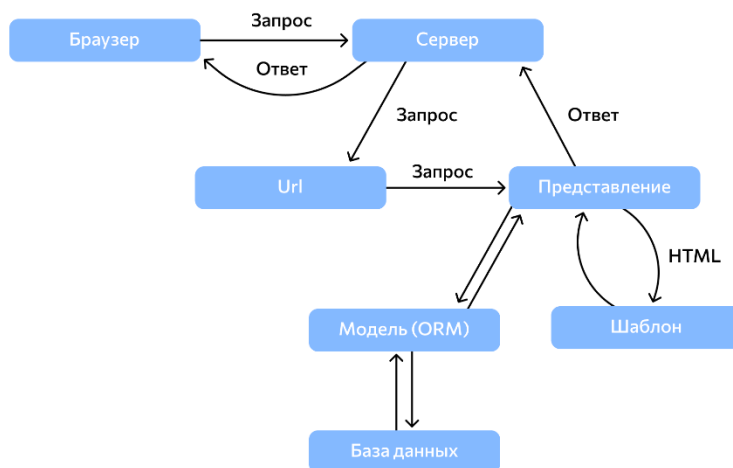 Запрос
Браузер
Сервер
Ответ
Запрос
Ответ
Url
Запрос
Представление
HTML
Модель (ORM)
Шаблон
База данных